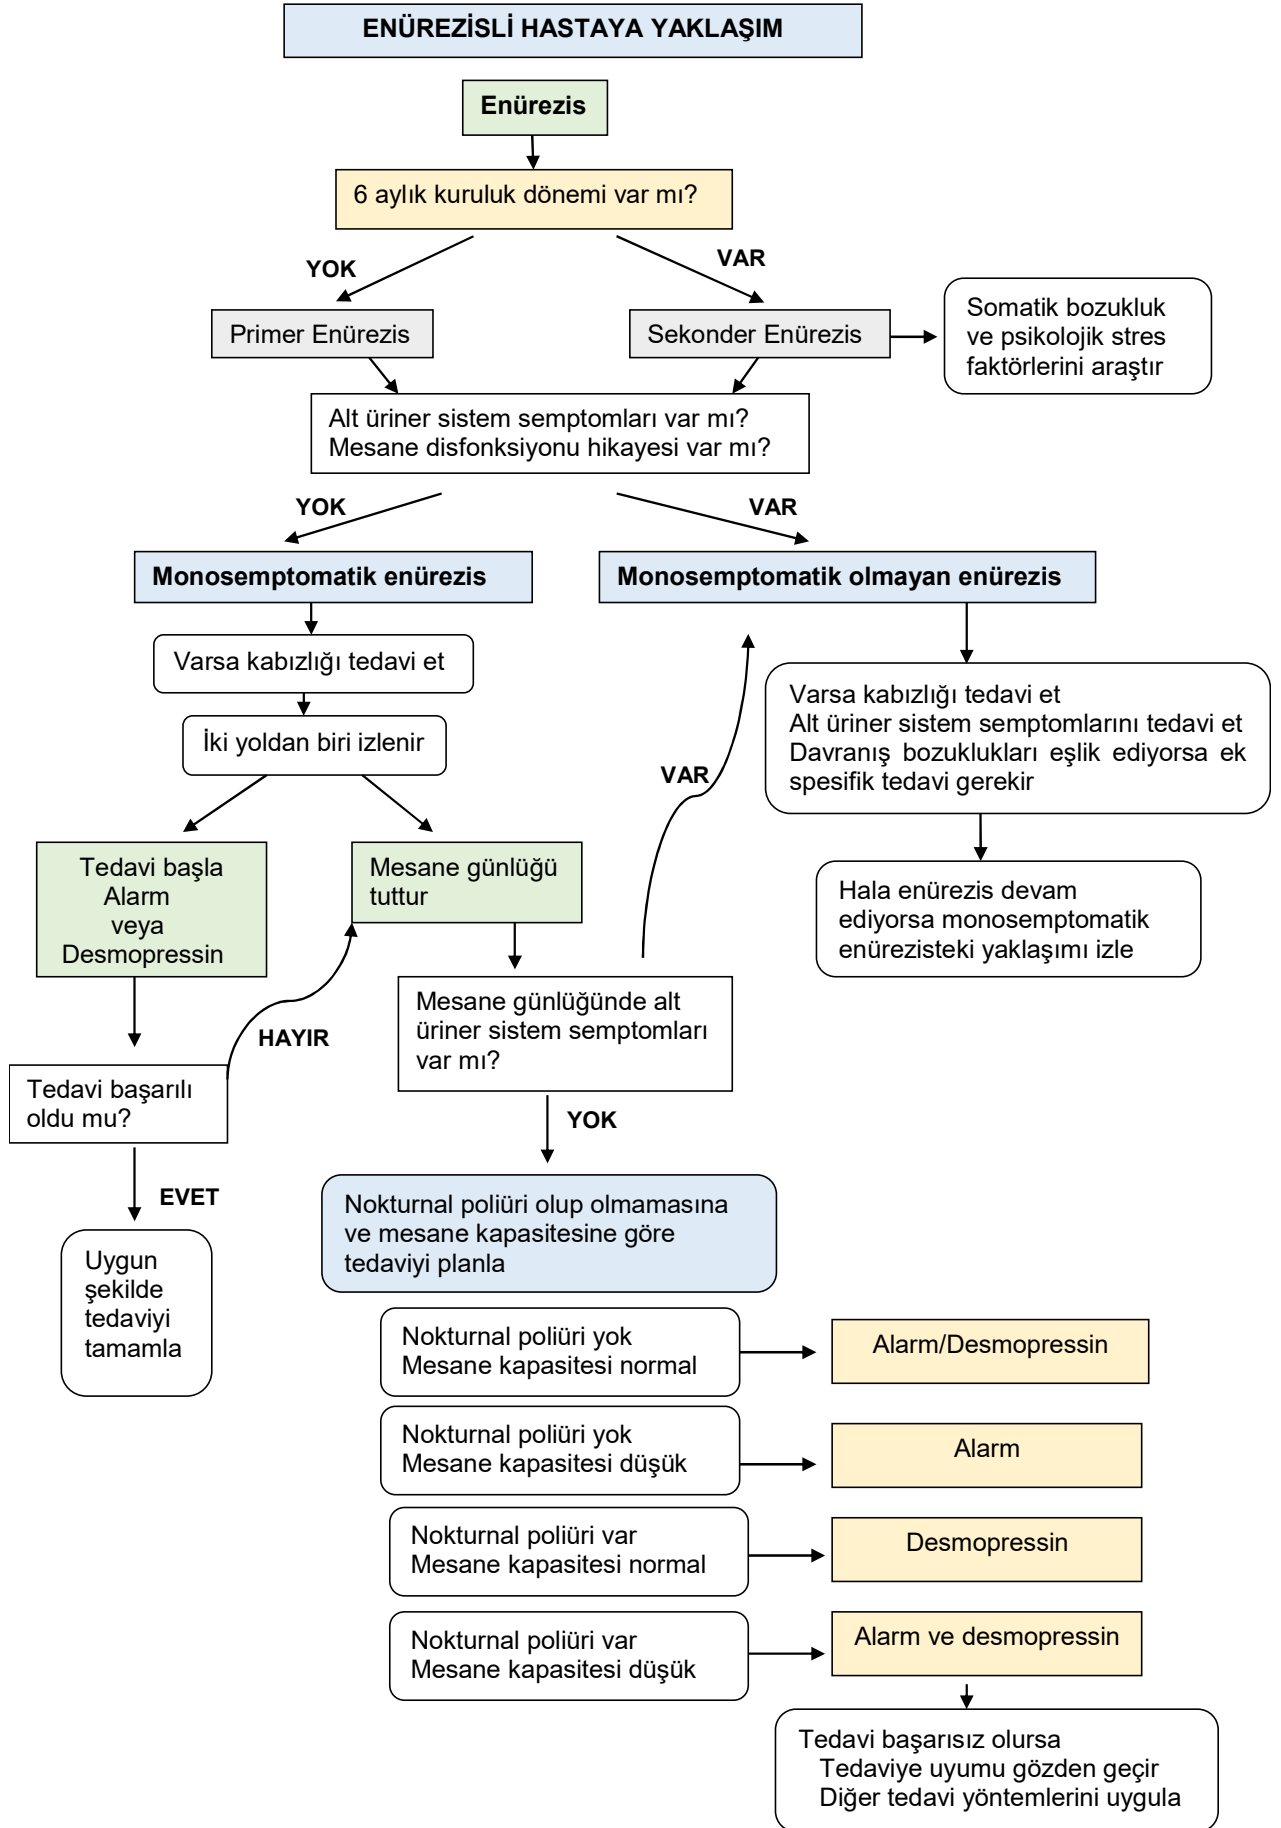 ENÜREZİSLİ HASTAYA YAKLAŞIM
Enürezis
6 aylık kuruluk dönemi var mı?
YOK
VAR
Primer Enürezis
Sekonder Enürezis
Somatik bozukluk
ve psikolojik stres
faktörlerini araştır
Alt üriner sistem semptomları var mı?
Mesane disfonksiyonu hikayesi var mı?
YOK
VAR
Monosemptomatik enürezis
Monosemptomatik olmayan enürezis
Varsa kabızlığı tedavi et
İki yoldan biri izlenir
Varsa kabızlığı tedavi et
Alt üriner sistem semptomlarını tedavi et
Davranış bozuklukları eşlik ediyorsa ek
spesifik tedavi gerekir
VAR
Tedavi başla
Alarm
veya
Desmopressin
Mesane günlüğü
tuttur
Hala enürezis devam
ediyorsa monosemptomatik
enürezisteki yaklaşımı izle
HAYIR
Mesane günlüğünde alt
üriner sistem semptomları
var mı?
Tedavi başarılı
oldu mu?
YOK
EVET
Nokturnal poliüri olup olmamasına
ve mesane kapasitesine göre
tedaviyi planla
Uygun
şekilde
tedaviyi
tamamla
Nokturnal poliüri yok
Mesane kapasitesi normal
Alarm/Desmopressin
Nokturnal poliüri yok
Mesane kapasitesi düşük
Alarm
Nokturnal poliüri var
Mesane kapasitesi normal
Desmopressin
Nokturnal poliüri var
Mesane kapasitesi düşük
Alarm ve desmopressin
Tedavi başarısız olursa
Tedaviye uyumu gözden geçir
Diğer tedavi yöntemlerini uygula